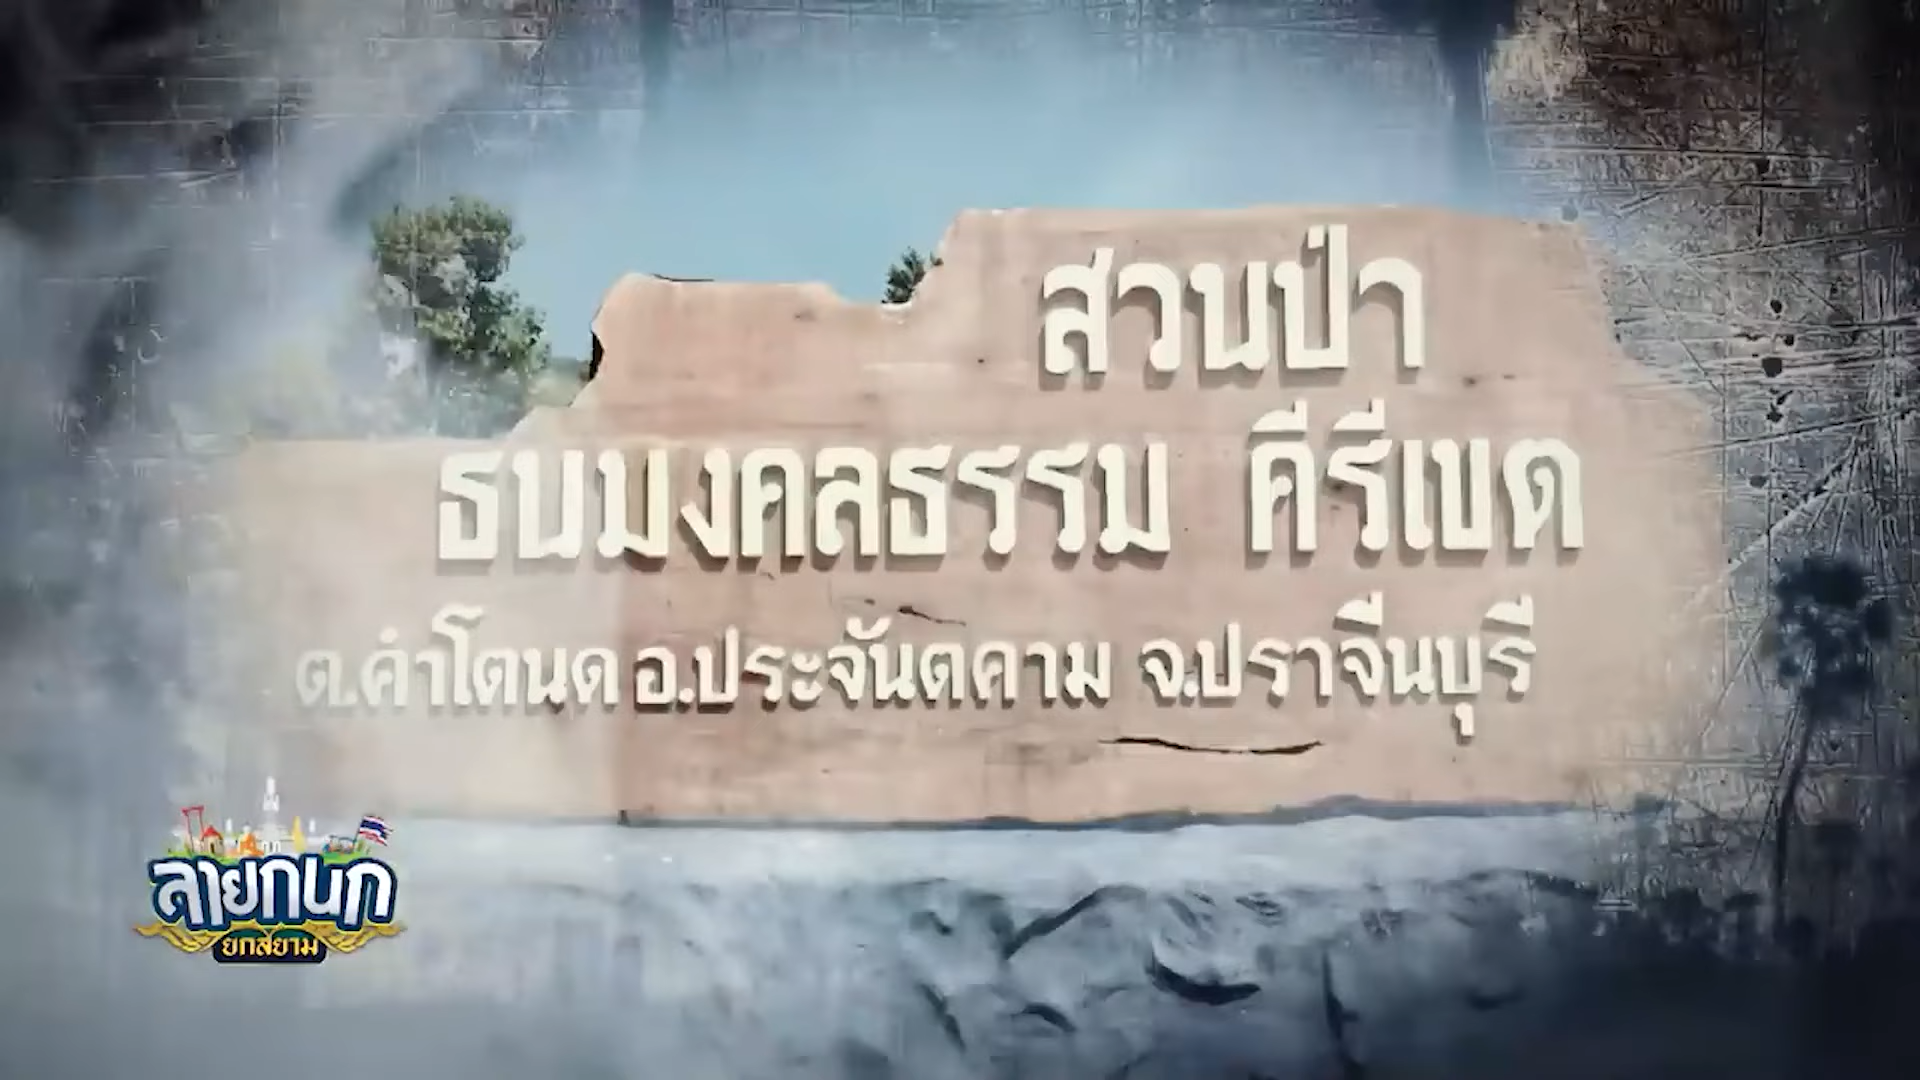 สวนป่า
ธนมงคลธรรม คีรีเขต
ต.คำโตนด อ.ประจันตคาม จ.ปราจีนบุรี
ลายกนก
ยกสยาม